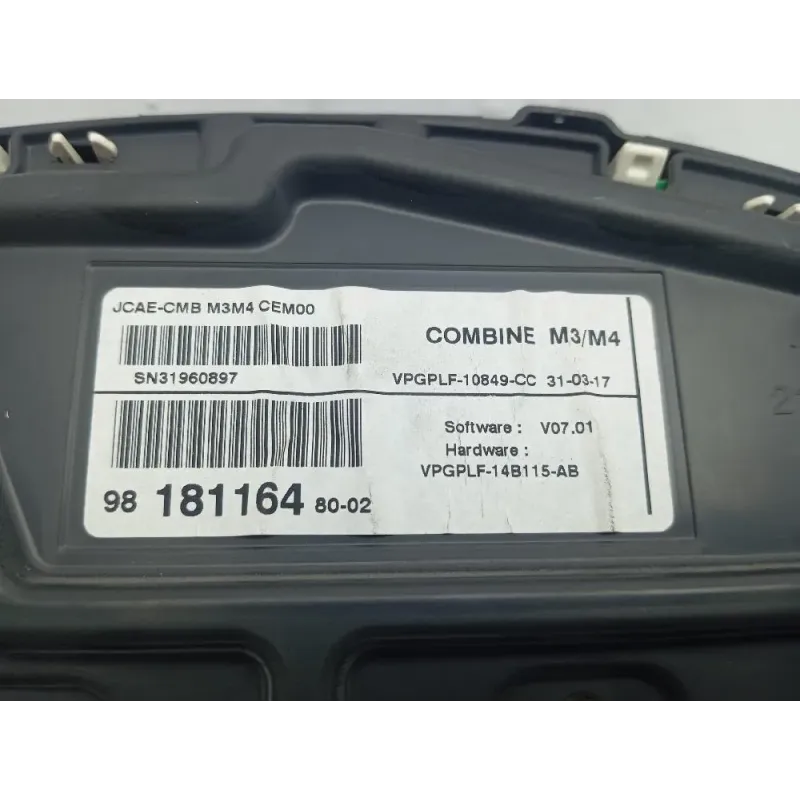 JCAE-CMB M3M4 CEM00
COMBINE M3/M4
SN31960897
VPGPLF-10849-CC 31-03-17
Software : V07.01
Hardware :
VPGPLF-14B115-AB
98 181164 80-02